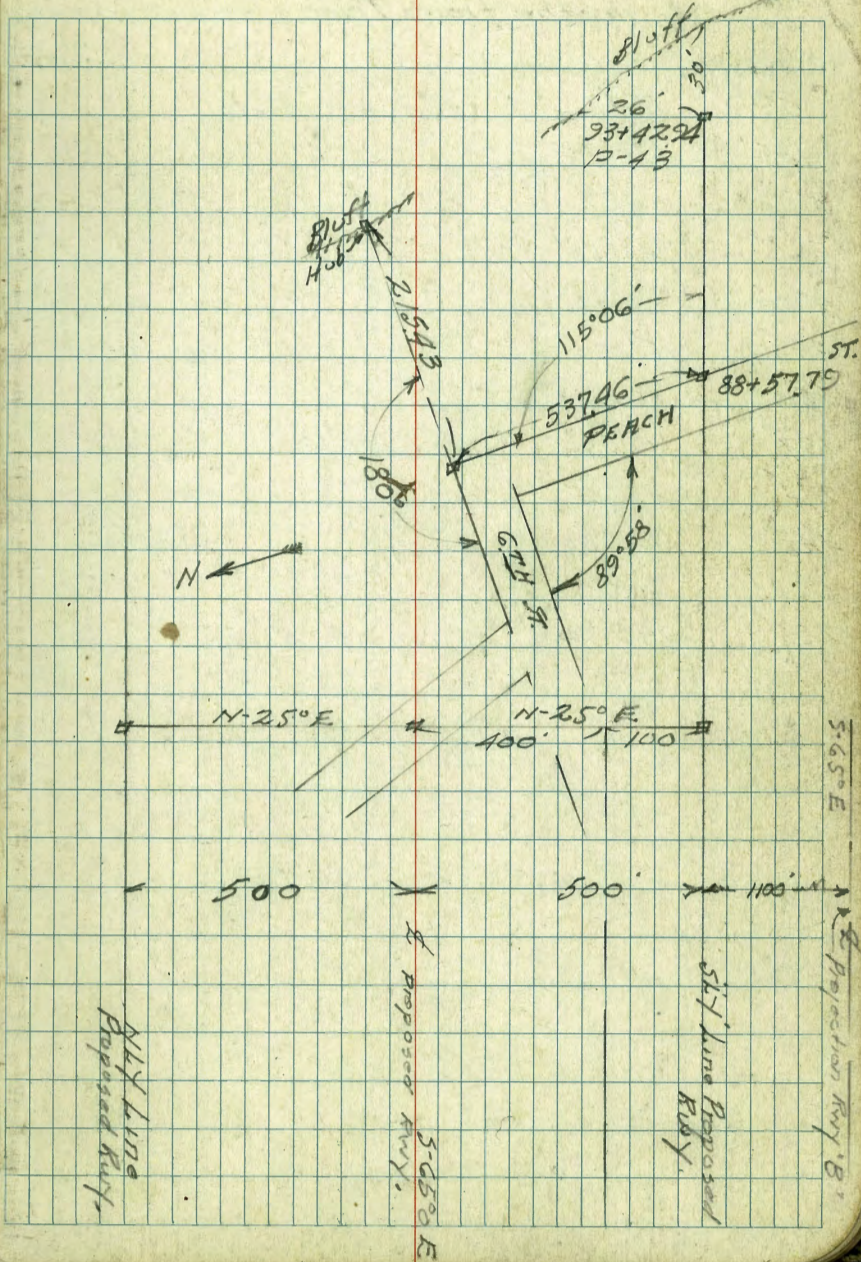 Bluff
50'
26'
93+42.94
P-43
Bluff
Hub
215.43
115°06'
ST.
537.46
88+57.79
PEACH
180°
6TH ST.
89°58'
N
N-25°E
N-25°E
400'
100
S-65°E
500
500'
1100'
℄ Projection Rwy "B"
℄ Proposed Rwy.
S-65°E
SLY Line Proposed
Rwy.
NLY Line
Proposed Rwy.